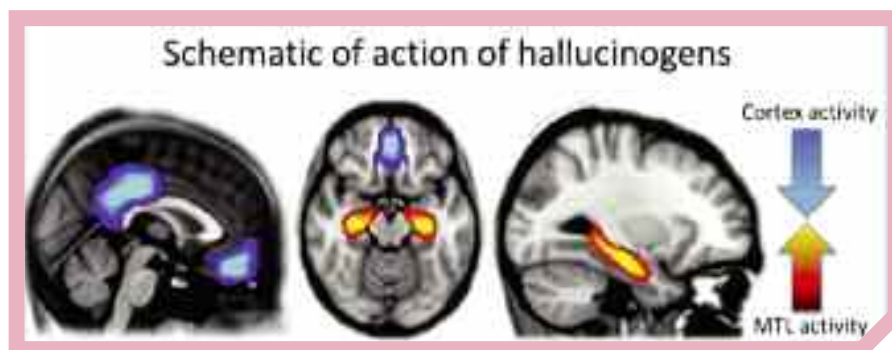 Schematic of action of hallucinogens
Cortex activity
MTL activity